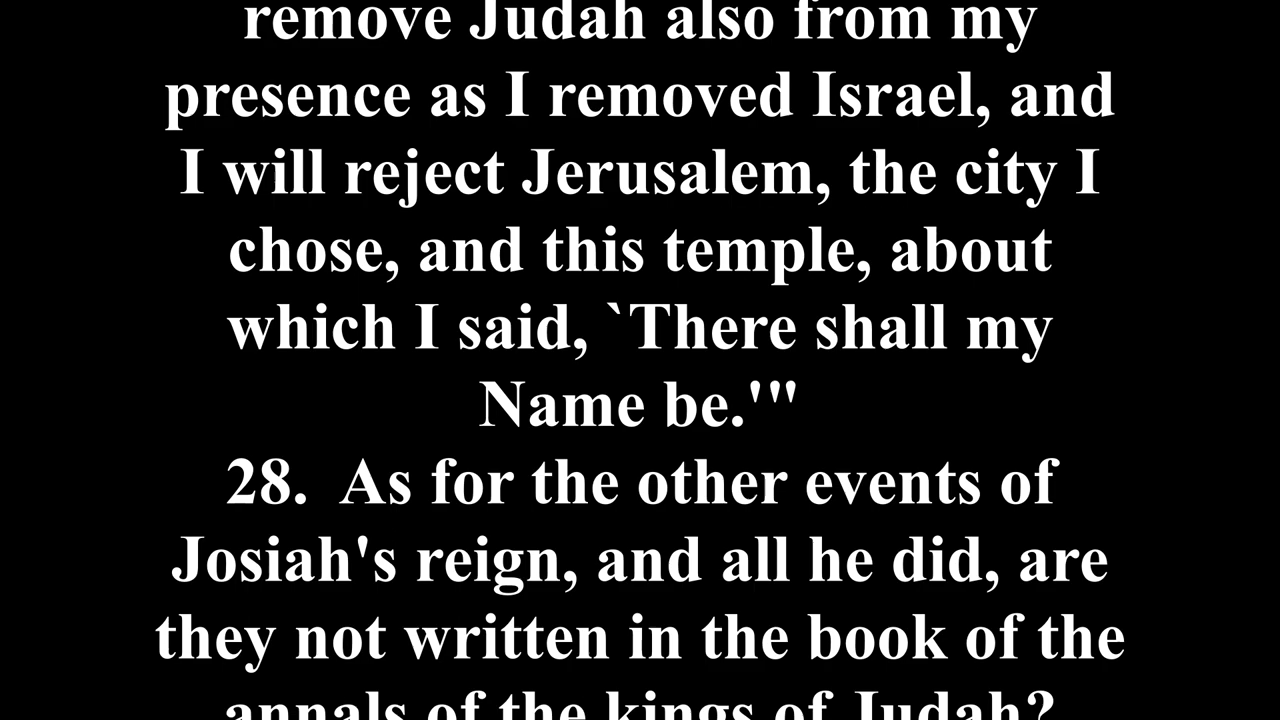 remove Judah also from my
presence as I removed Israel, and
I will reject Jerusalem, the city I
chose, and this temple, about
which I said, `There shall my
Name be.'"
28.  As for the other events of
Josiah's reign, and all he did, are
they not written in the book of the
annals of the kings of Judah?